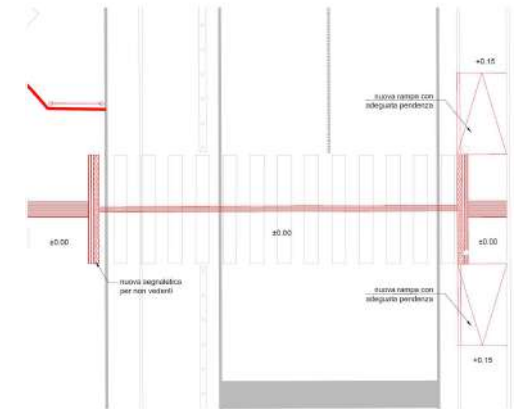 +0.15
nuova rampa con
adeguata pendenza
±0.00
±0.00
±0.00
nuova segnaletica
per non vedenti
nuova rampa con
adeguata pendenza
+0.15